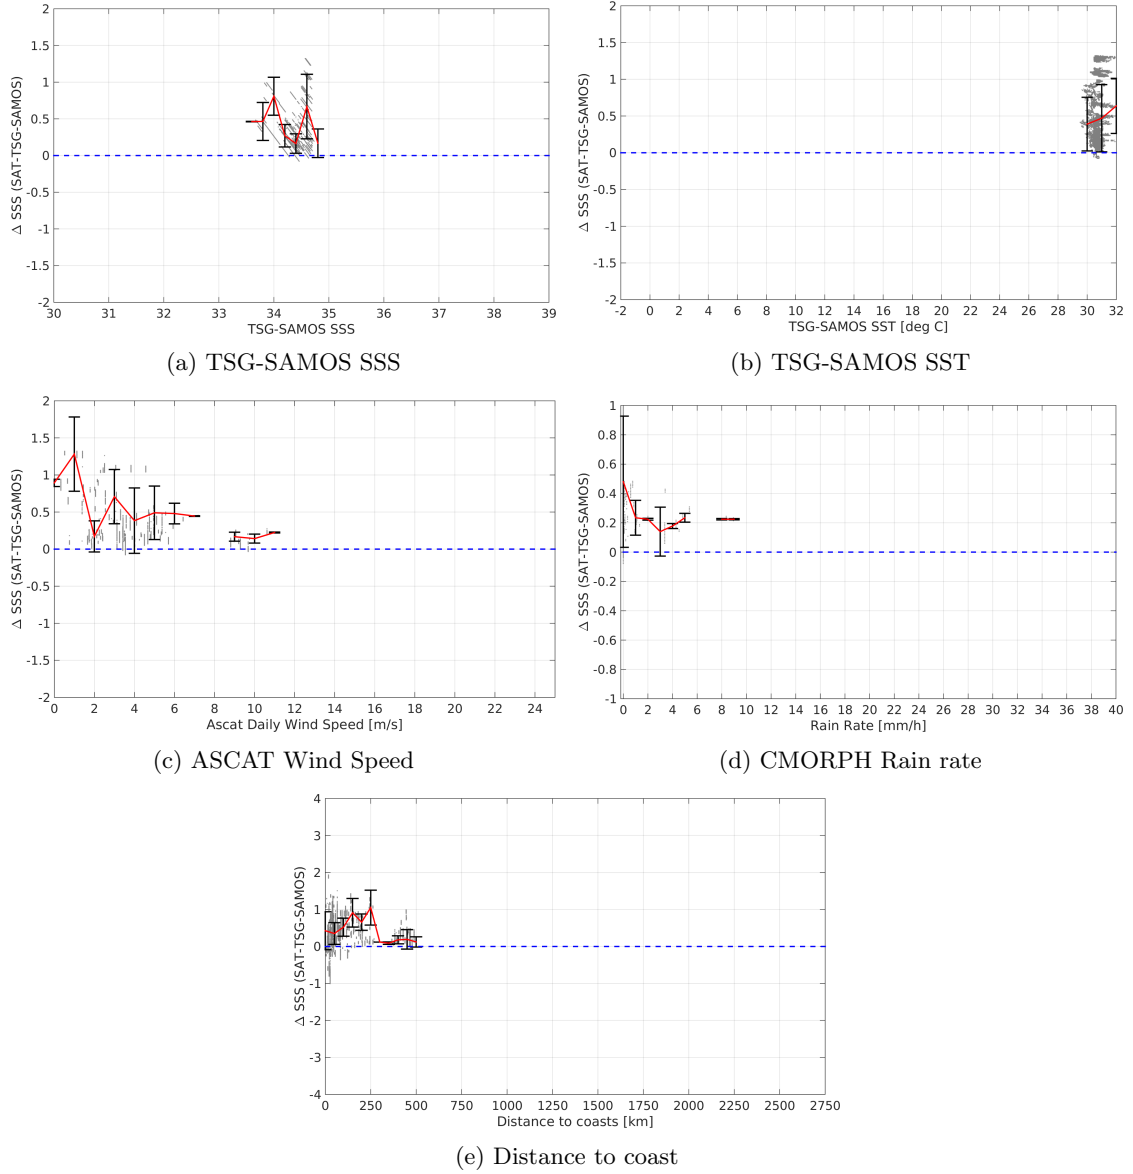 2
1.5
1
0.5
0
-0.5
-1
-1.5
-2
Δ SSS (SAT-TSG-SAMOS)
30 31 32 33 34 35 36 37 38 39
TSG-SAMOS SSS
(a) TSG-SAMOS SSS
2
1.5
1
0.5
0
-0.5
-1
-1.5
-2
Δ SSS (SAT-TSG-SAMOS)
-2 0 2 4 6 8 10 12 14 16 18 20 22 24 26 28 30 32
TSG-SAMOS SST [deg C]
(b) TSG-SAMOS SST
2
1.5
1
0.5
0
-0.5
-1
-1.5
-2
Δ SSS (SAT-TSG-SAMOS)
0 2 4 6 8 10 12 14 16 18 20 22 24
Ascat Daily Wind Speed [m/s]
(c) ASCAT Wind Speed
1
0.8
0.6
0.4
0.2
0
-0.2
-0.4
-0.6
-0.8
-1
Δ SSS (SAT-TSG-SAMOS)
0 2 4 6 8 10 12 14 16 18 20 22 24 26 28 30 32 34 36 38 40
Rain Rate [mm/h]
(d) CMORPH Rain rate
4
3
2
1
0
-1
-2
-3
-4
Δ SSS (SAT-TSG-SAMOS)
0 250 500 750 1000 1250 1500 1750 2000 2250 2500 2750
Distance to coasts [km]
(e) Distance to coast